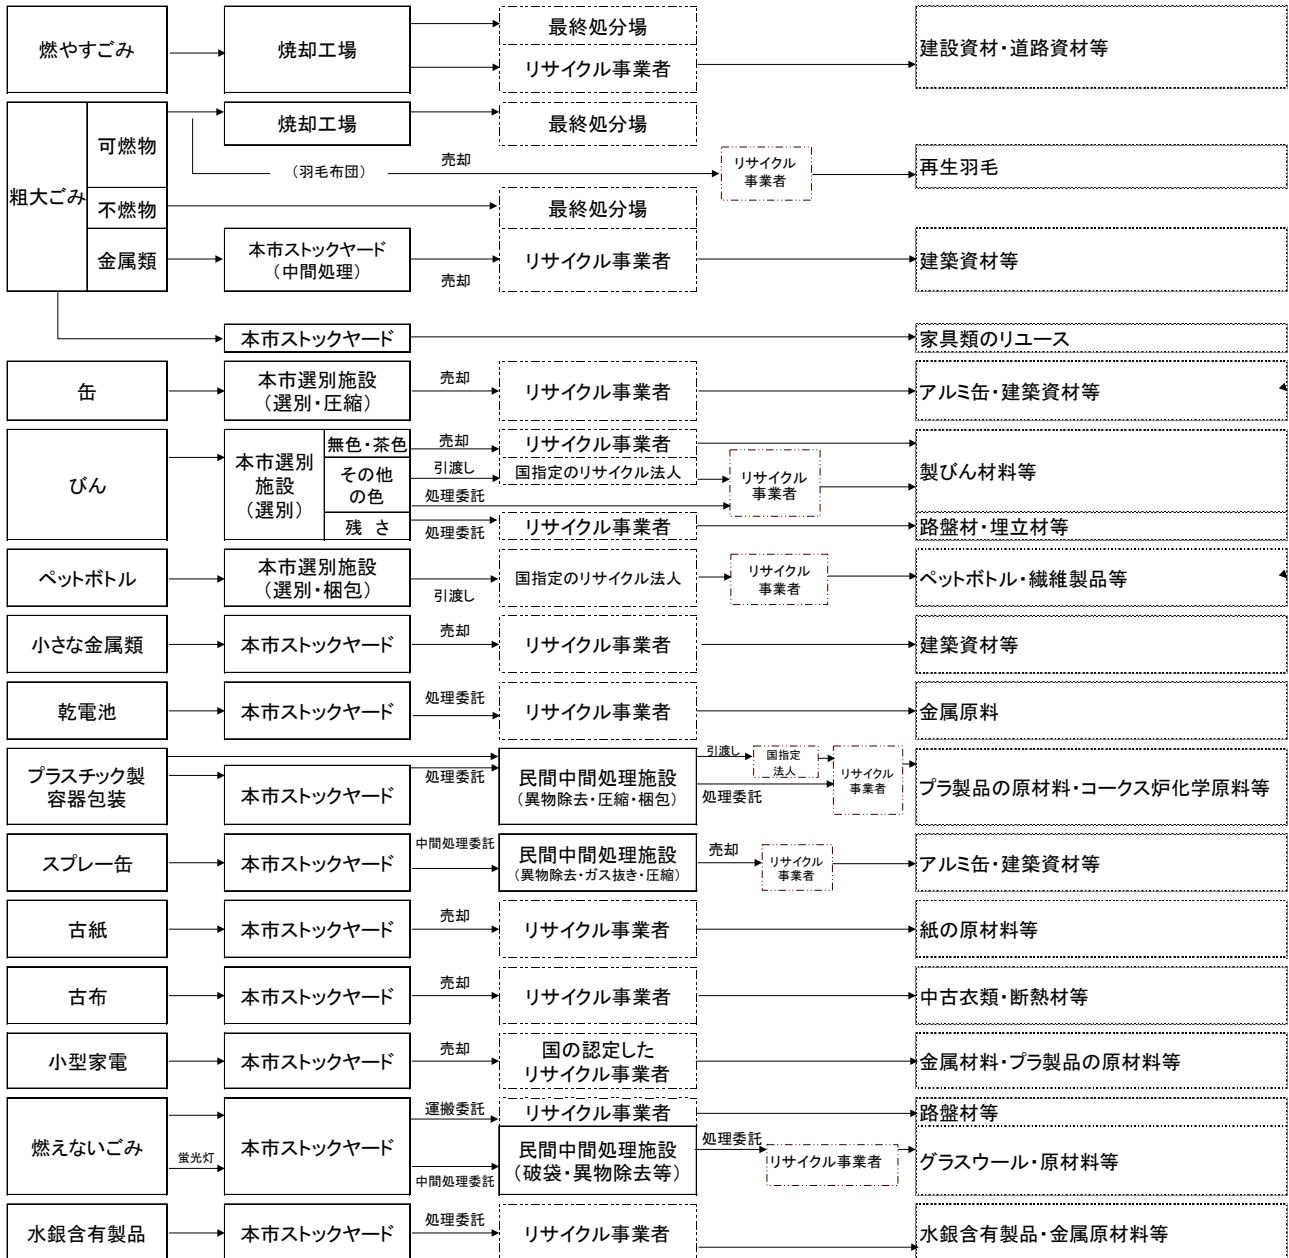 燃やすごみ
焼却工場
最終処分場
リサイクル事業者
建設資材・道路資材等
粗大ごみ
可燃物
焼却工場
最終処分場
（羽毛布団）
売却
リサイクル
事業者
再生羽毛
不燃物
最終処分場
金属類
本市ストックヤード
（中間処理）
売却
リサイクル事業者
建築資材等
本市ストックヤード
家具類のリユース
缶
本市選別施設
（選別・圧縮）
売却
リサイクル事業者
アルミ缶・建築資材等
びん
本市選別
施設
（選別）
無色・茶色
売却
リサイクル事業者
その他
の色
引渡し
国指定のリサイクル法人
処理委託
リサイクル
事業者
製びん材料等
残　さ
処理委託
リサイクル事業者
路盤材・埋立材等
ペットボトル
本市選別施設
（選別・梱包）
引渡し
国指定のリサイクル法人
リサイクル
事業者
ペットボトル・繊維製品等
小さな金属類
本市ストックヤード
売却
リサイクル事業者
建築資材等
乾電池
本市ストックヤード
処理委託
リサイクル事業者
金属原料
プラスチック製
容器包装
本市ストックヤード
処理委託
民間中間処理施設
（異物除去・圧縮・梱包）
引渡し
国指定
法人
処理委託
リサイクル
事業者
プラ製品の原材料・コークス炉化学原料等
スプレー缶
本市ストックヤード
中間処理委託
民間中間処理施設
（異物除去・ガス抜き・圧縮）
売却
リサイクル
事業者
アルミ缶・建築資材等
古紙
本市ストックヤード
売却
リサイクル事業者
紙の原材料等
古布
本市ストックヤード
売却
リサイクル事業者
中古衣類・断熱材等
小型家電
本市ストックヤード
売却
国の認定した
リサイクル事業者
金属材料・プラ製品の原材料等
燃えないごみ
蛍光灯
本市ストックヤード
運搬委託
リサイクル事業者
路盤材等
中間処理委託
民間中間処理施設
（破袋・異物除去等）
処理委託
リサイクル事業者
グラスウール・原材料等
水銀含有製品
本市ストックヤード
処理委託
リサイクル事業者
水銀含有製品・金属原材料等